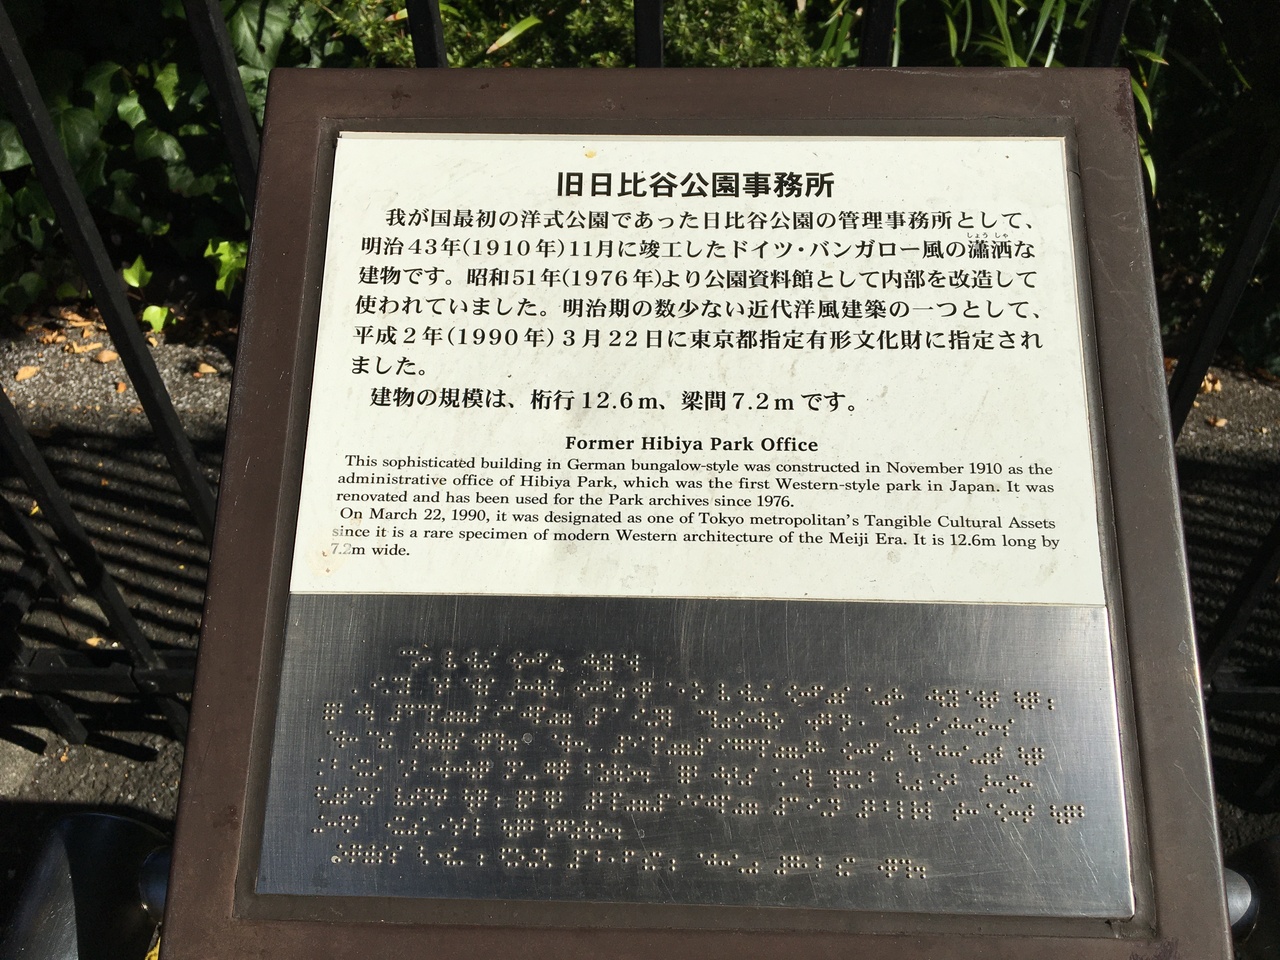 旧日比谷公園事務所
我が国最初の洋式公園であった日比谷公園の管理事務所として、
明治43年(1910年)11月に竣工したドイツ・バンガロー風の瀟洒な
しょう しゃ
建物です。昭和51年(1976年)より公園資料館として内部を改造して
使われていました。明治期の数少ない近代洋風建築の一つとして、
平成2年(1990年)3月22日に東京都指定有形文化財に指定され
ました。
建物の規模は、桁行12.6m、梁間7.2mです。
Former Hibiya Park Office
This sophisticated building in German bungalow-style was constructed in November 1910 as the
administrative office of Hibiya Park, which was the first Western-style park in Japan. It was
renovated and has been used for the Park archives since 1976.
On March 22, 1990, it was designated as one of Tokyo metropolitan's Tangible Cultural Assets
since it is a rare specimen of modern Western architecture of the Meiji Era. It is 12.6m long by
7.2m wide.